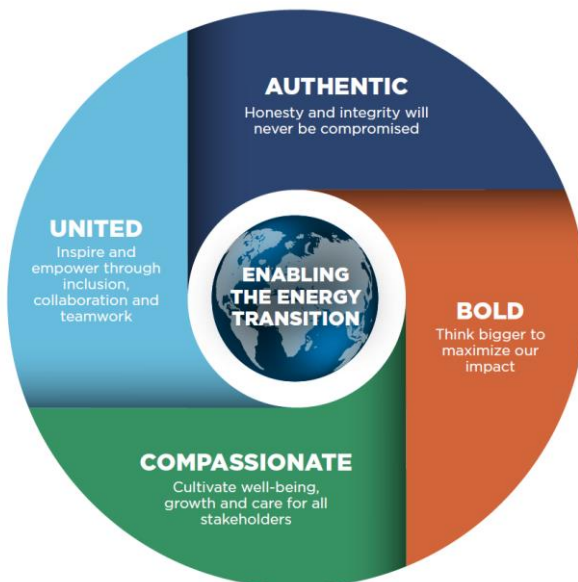 AUTHENTIC
Honesty and integrity will
never be compromised
UNITED
Inspire and
empower through
inclusion,
collaboration and
teamwork
ENABLING
THE ENERGY
TRANSITION
BOLD
Think bigger to
maximize our
impact
COMPASSIONATE
Cultivate well-being,
growth and care for all
stakeholders